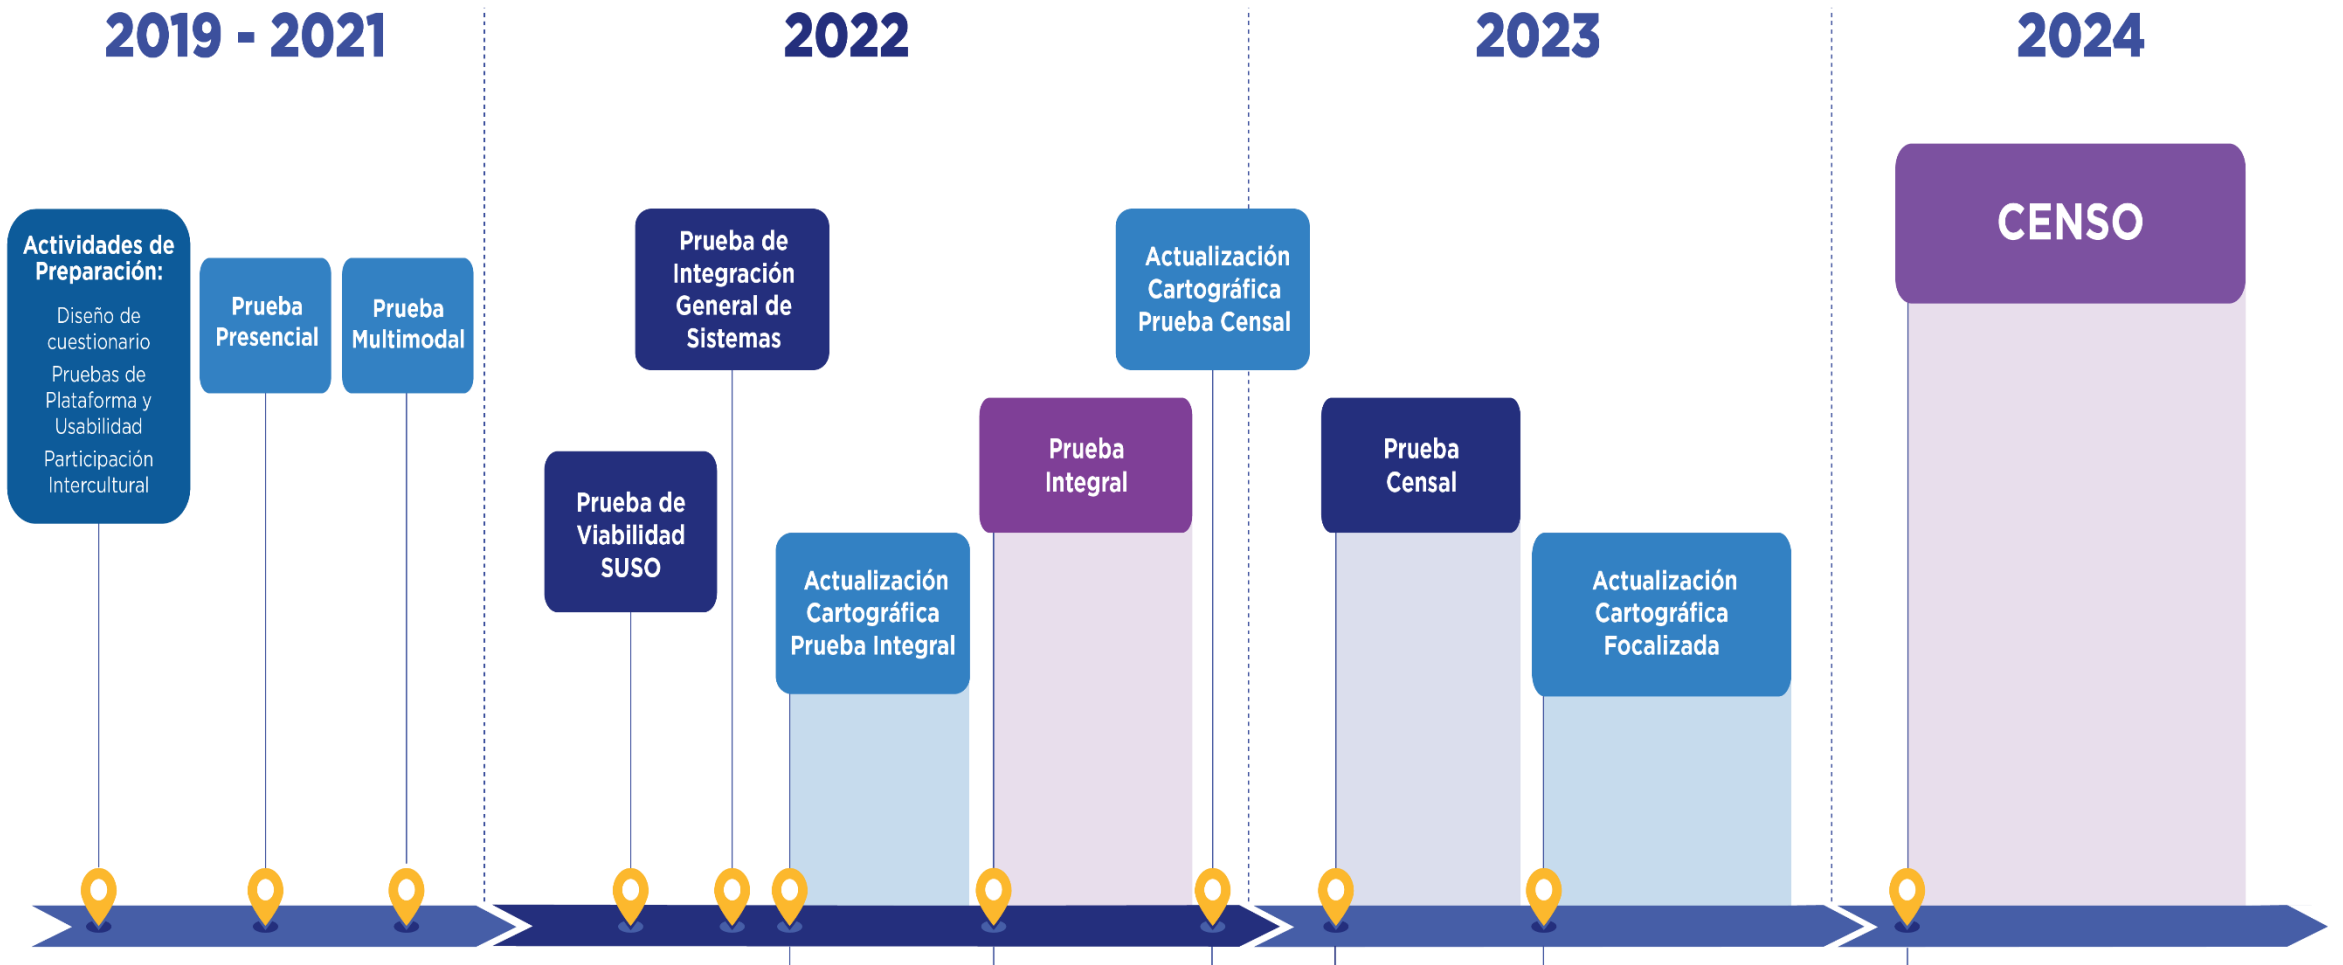 2019 - 2021
2022
2023
2024
Actividades de
Preparación:
Diseño de
cuestionario
Pruebas de
Plataforma y
Usabilidad
Participación
Intercultural
Prueba
Presencial
Prueba
Multimodal
Prueba de
Viabilidad
SUSO
Prueba de
Integración
General de
Sistemas
Actualización
Cartográfica
Prueba Integral
Prueba
Integral
Actualización
Cartográfica
Prueba Censal
Prueba
Censal
Actualización
Cartográfica
Focalizada
CENSO